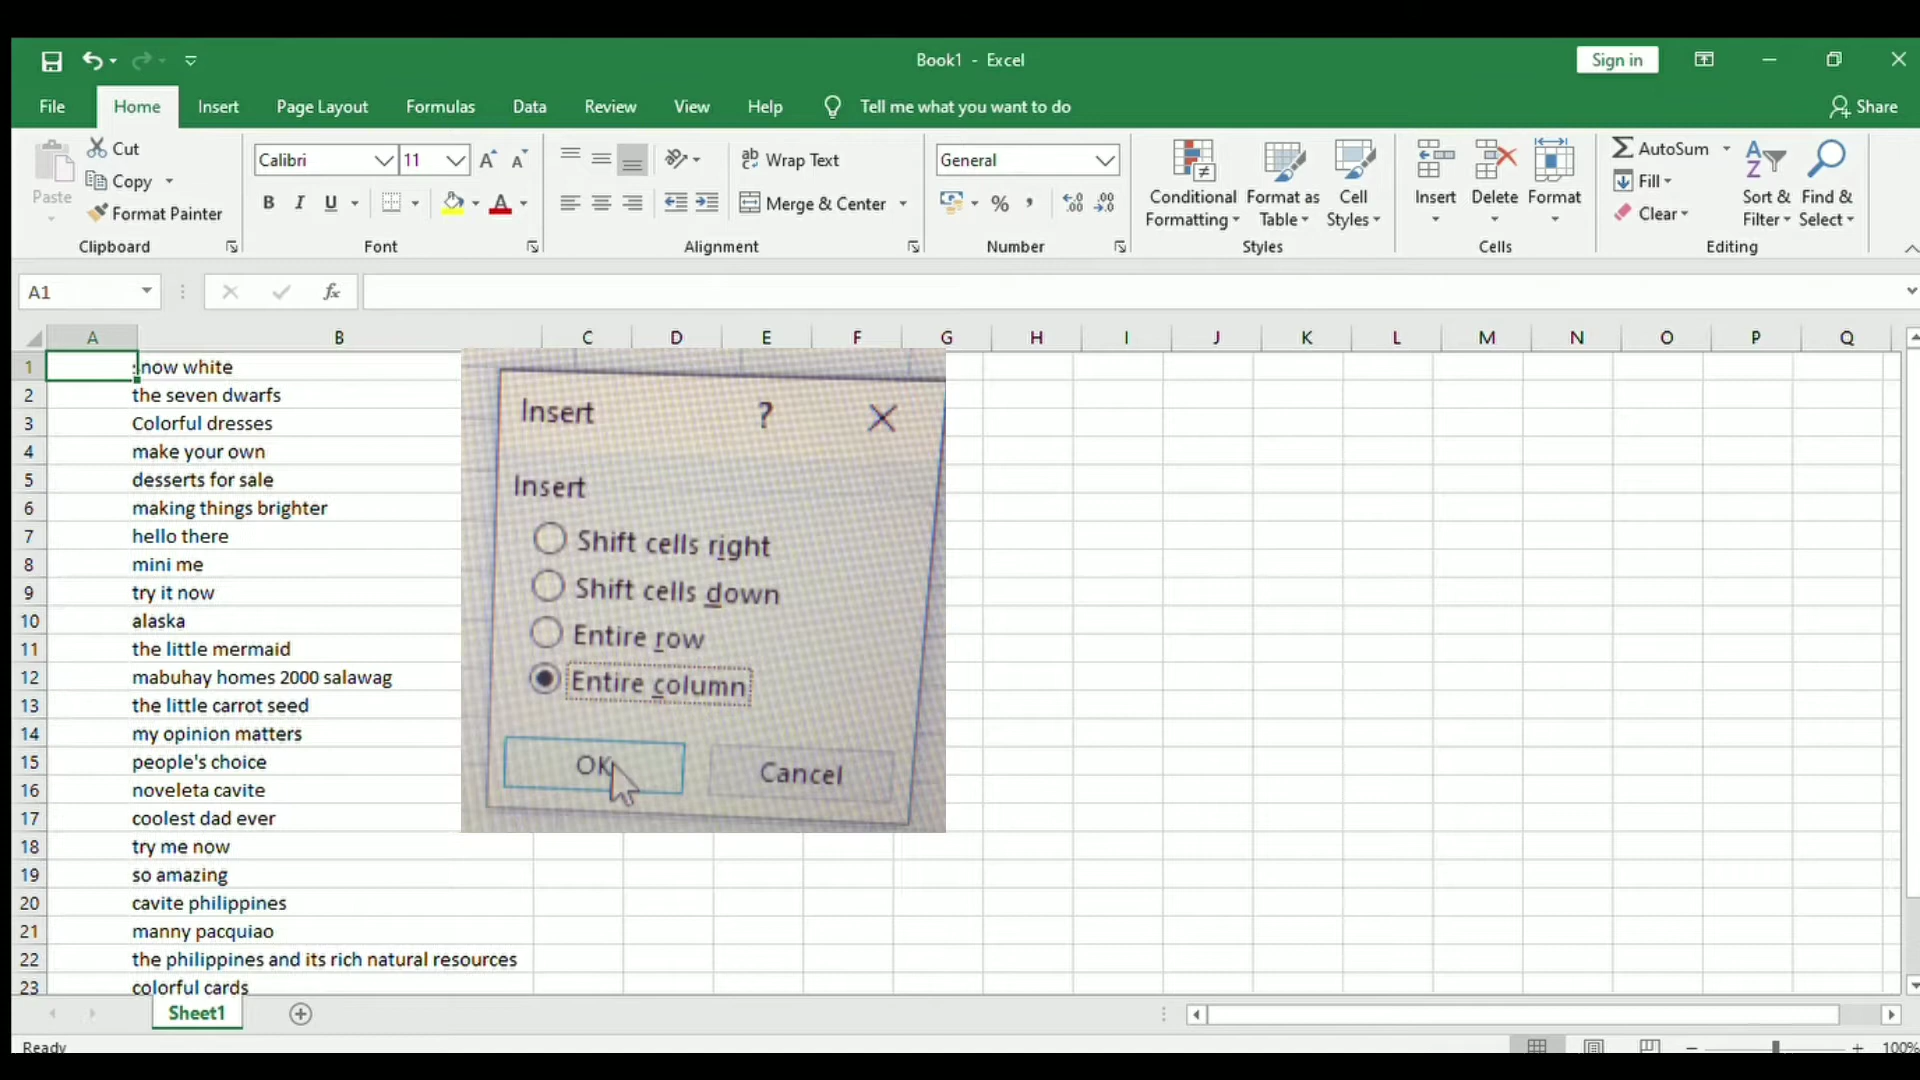 Book1 - Excel
Sign in
File Home Insert Page Layout Formulas Data Review View Help Tell me what you want to do
Share
Paste
Cut
Copy
Format Painter
Clipboard
Calibri 11
B I U A
Font
ab Wrap Text
Merge & Center
Alignment
General
% ,
Number
Conditional Formatting
Format as Table
Cell Styles
Styles
Insert Delete Format
Cells
AutoSum
Fill
Clear
Sort & Filter
Find & Select
Editing
A1
fx
A B C D E F G H I J K L M N O P Q
1 now white
2 the seven dwarfs
3 Colorful dresses
4 make your own
5 desserts for sale
6 making things brighter
7 hello there
8 mini me
9 try it now
10 alaska
11 the little mermaid
12 mabuhay homes 2000 salawag
13 the little carrot seed
14 my opinion matters
15 people's choice
16 noveleta cavite
17 coolest dad ever
18 try me now
19 so amazing
20 cavite philippines
21 manny pacquiao
22 the philippines and its rich natural resources
23 colorful cards
Insert ?
Insert
Shift cells right
Shift cells down
Entire row
Entire column
OK Cancel
Sheet1
Ready
100%